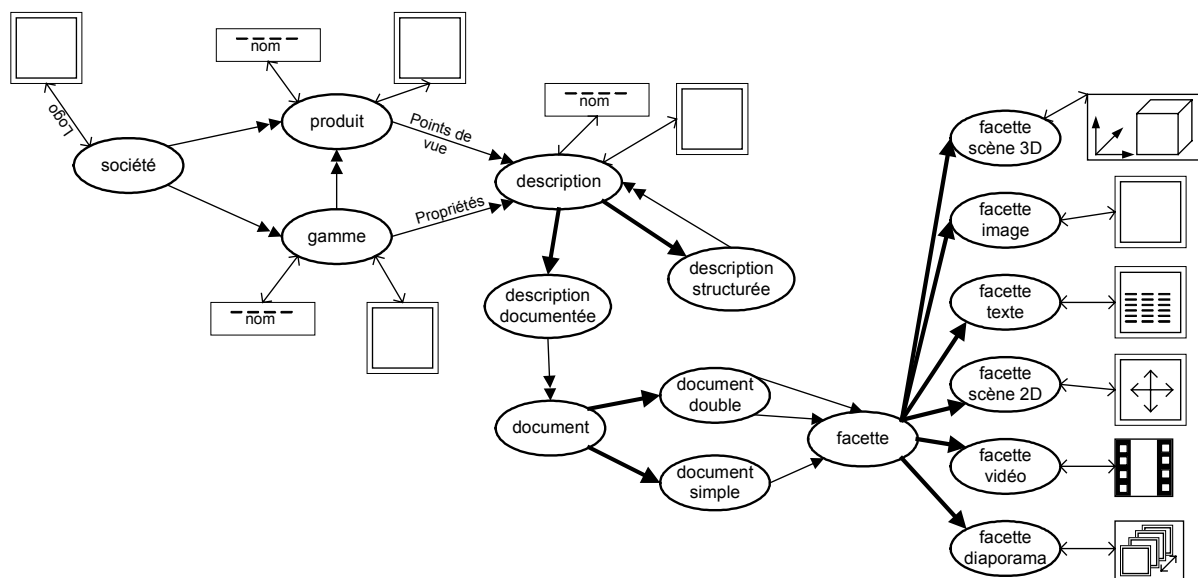 nom
Logo
produit
Points de
vue
nom
facette
scène 3D
société
description
Propriétés
gamme
facette
image
description
structurée
nom
description
documentée
facette
texte
document
double
facette
scène 2D
document
facette
document
simple
facette
vidéo
facette
diaporama